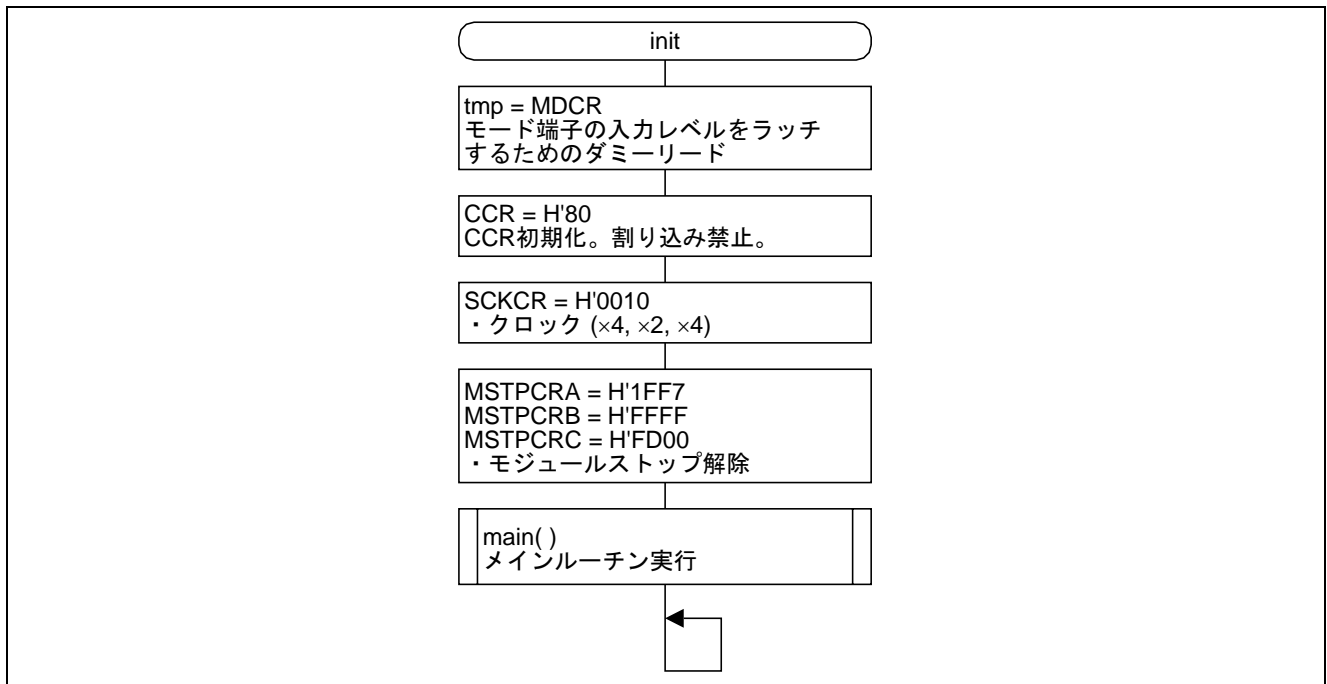 init
tmp = MDCR
モード端子の入力レベルをラッチ
するためのダミーリード
CCR = H'80
CCR初期化。割り込み禁止。
SCKCR = H'0010
・クロック (×4, ×2, ×4)
MSTPCRA = H'1FF7
MSTPCRB = H'FFFF
MSTPCRC = H'FD00
・モジュールストップ解除
main( )
メインルーチン実行